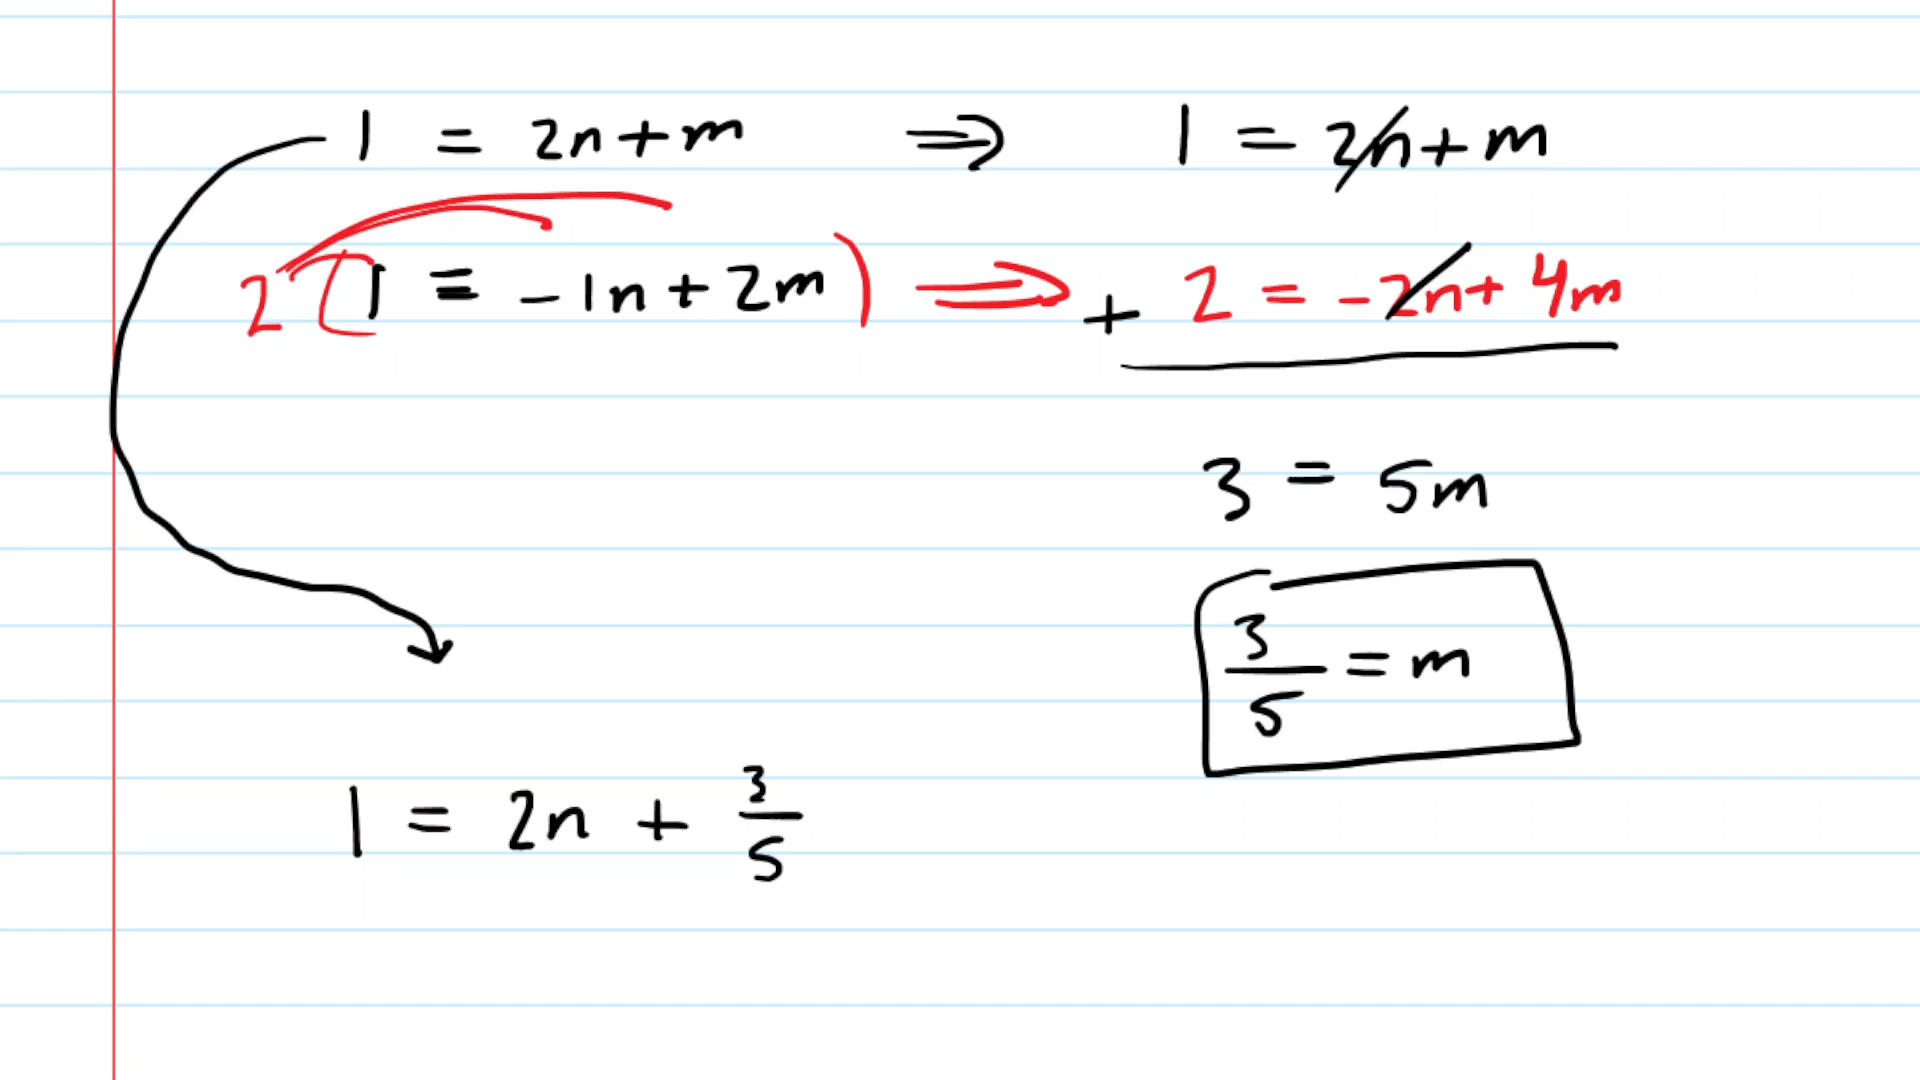 1 = 2n + m ⇒ 1 = 2n + m
2(1 = -1n + 2m) ⇒ + 2 = -2n + 4m
3 = 5m
3/5 = m
1 = 2n + 3/5